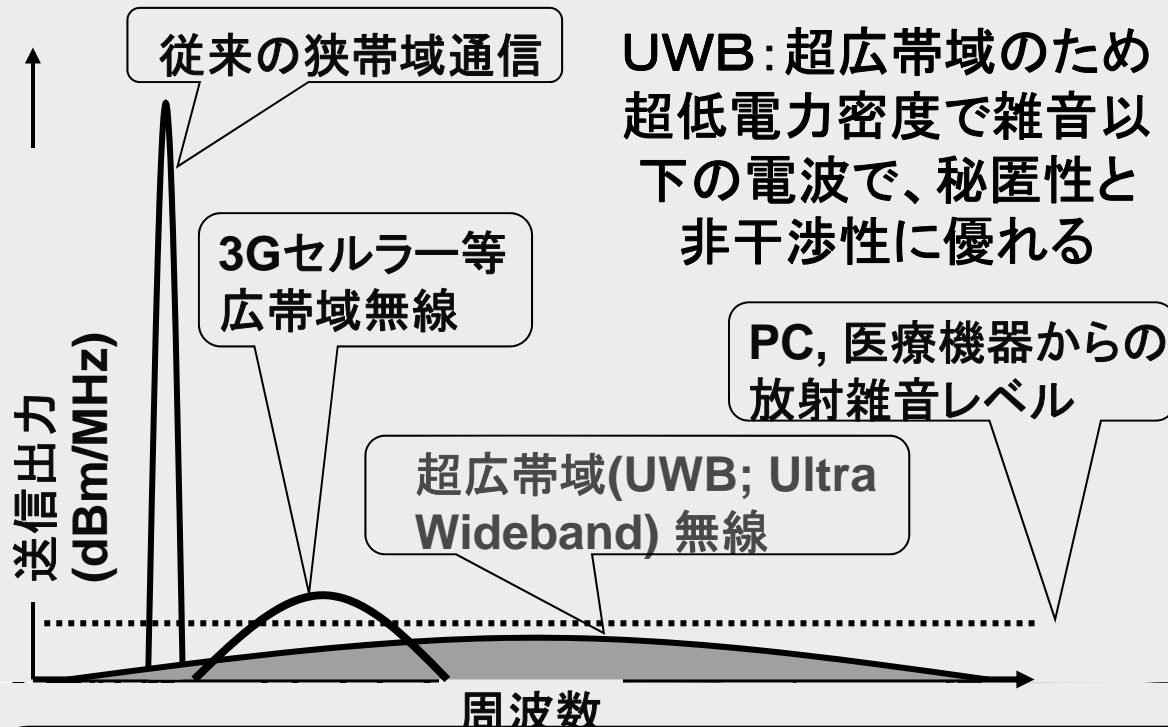 従来の狭帯域通信
UWB:超広帯域のため
超低電力密度で雑音以
下の電波で、秘匿性と
非干渉性に優れる
3Gセルラー等
広帯域無線
PC, 医療機器からの
放射雑音レベル
超広帯域(UWB; Ultra
Wideband) 無線
送信出力
(dBm/MHz)
周波数